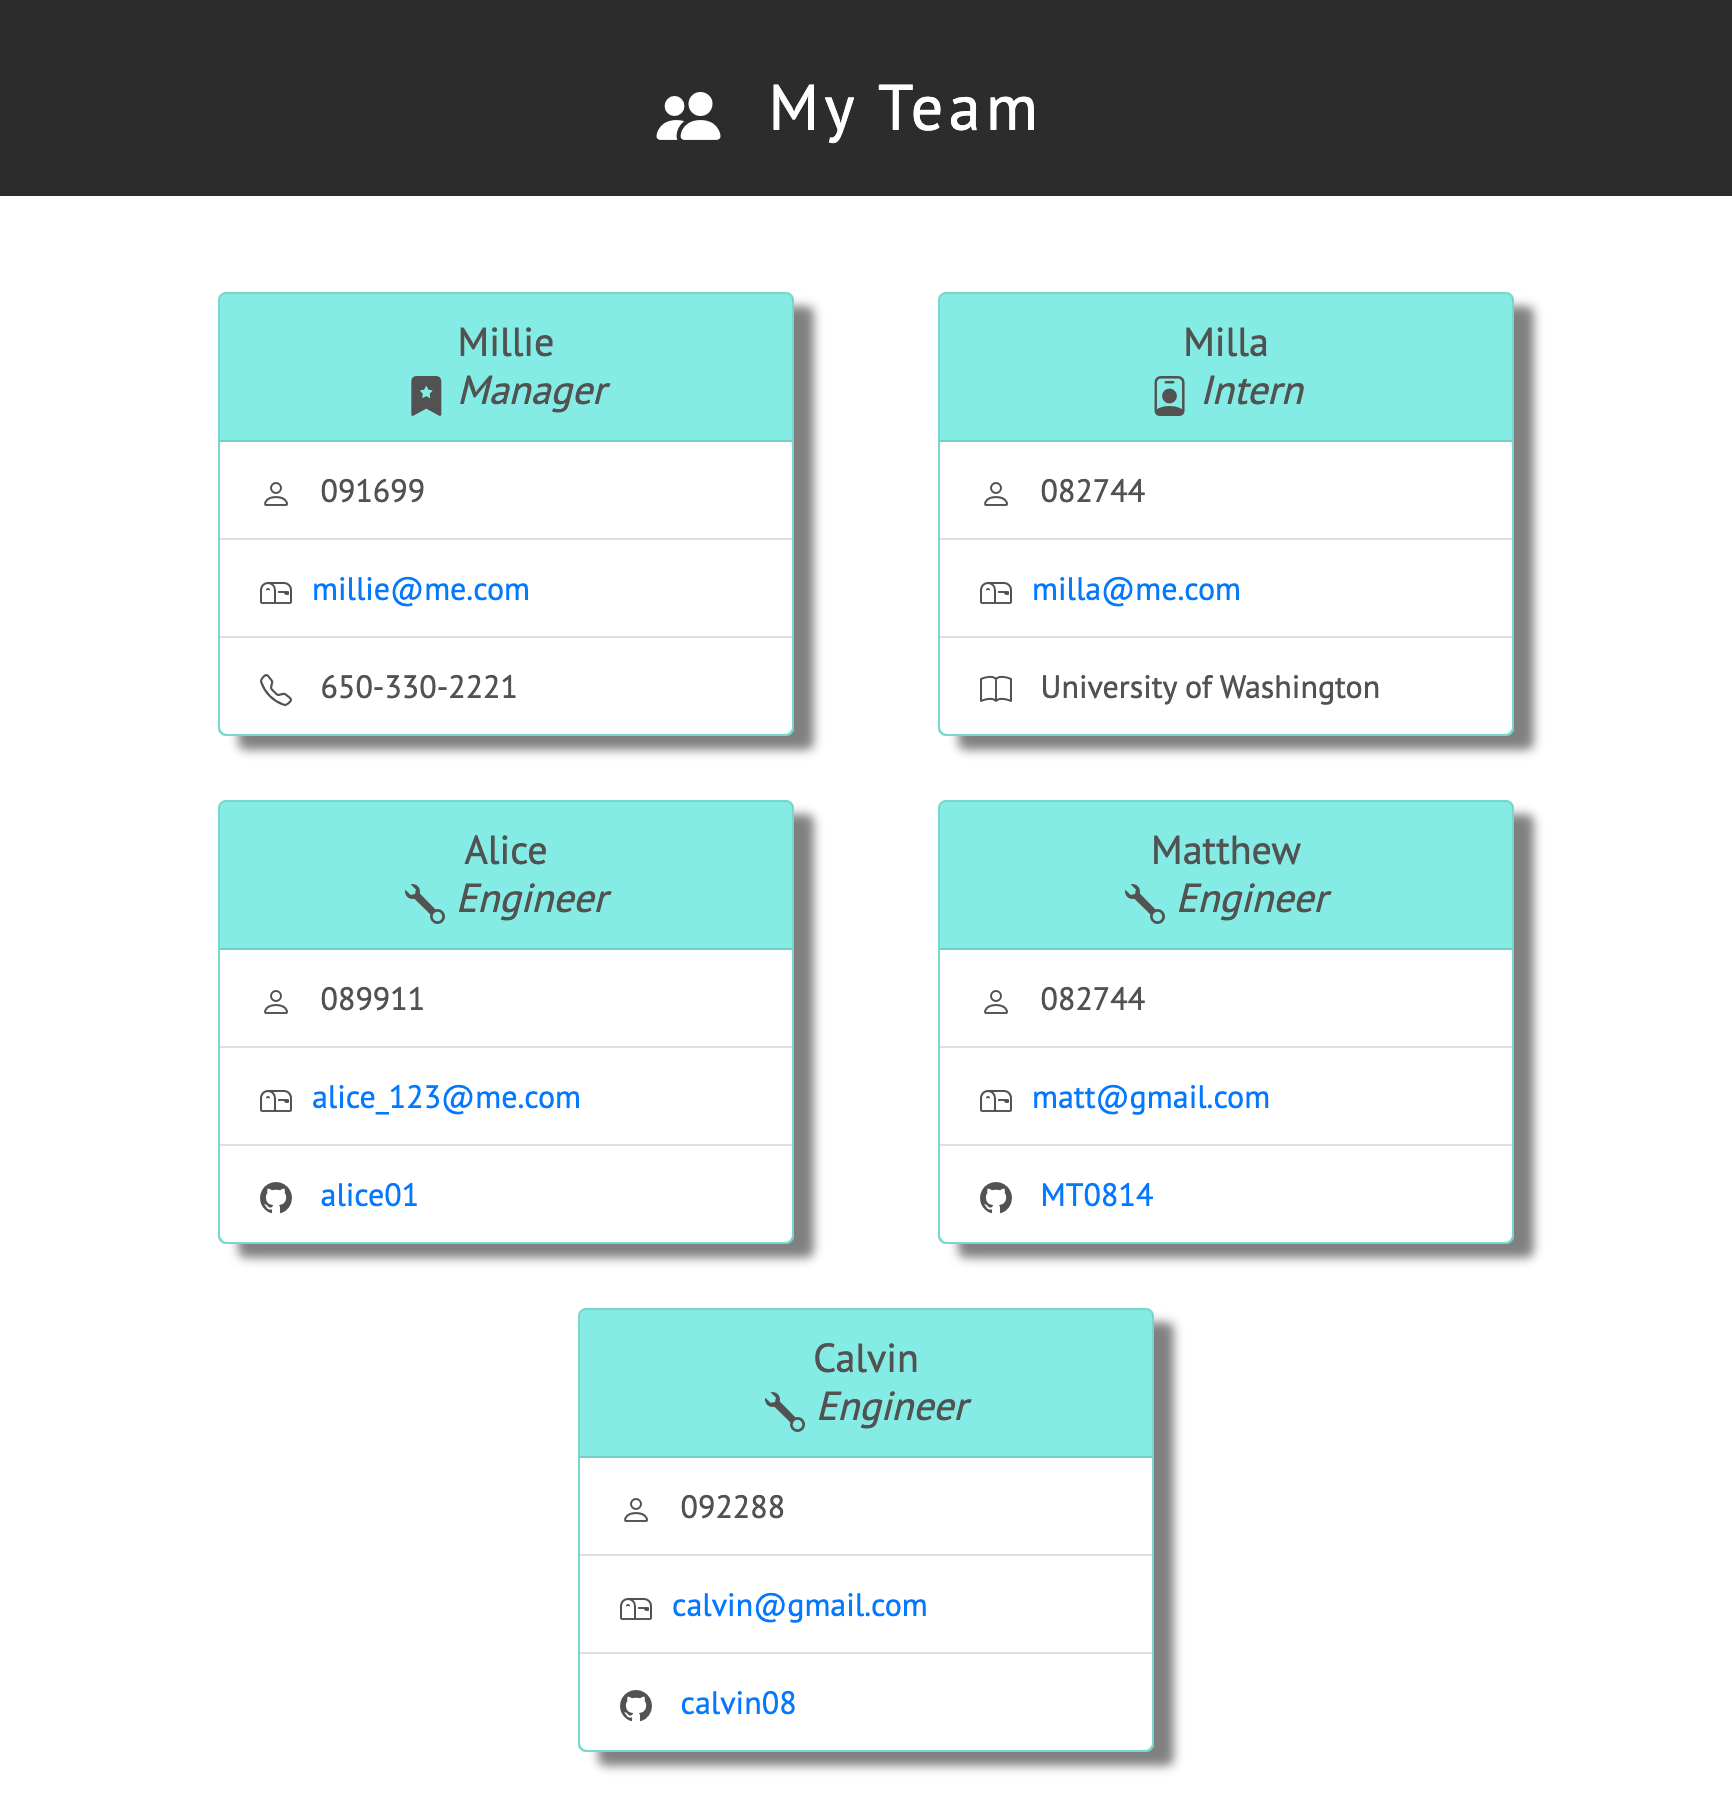 My Team
Millie
Manager
091699
millie@me.com
650-330-2221
Milla
Intern
082744
milla@me.com
University of Washington
Alice
Engineer
089911
alice_123@me.com
alice01
Matthew
Engineer
082744
matt@gmail.com
MT0814
Calvin
Engineer
092288
calvin@gmail.com
calvin08